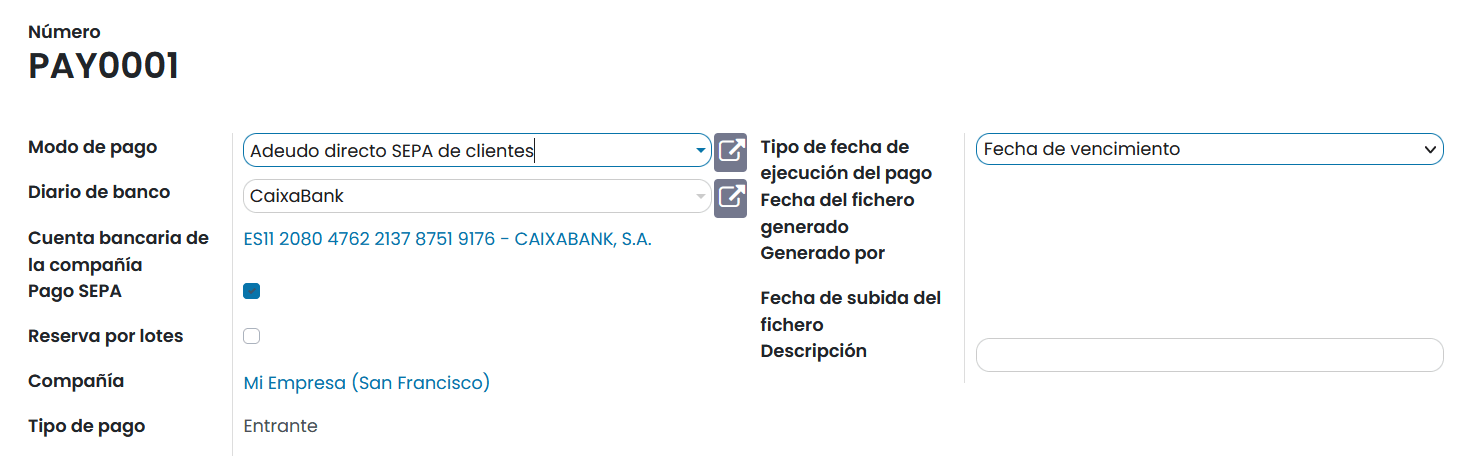 Número
PAY0001
Modo de pago
Adeudo directo SEPA de clientes
Diario de banco
CaixaBank
Cuenta bancaria de
la compañía
ES11 2080 4762 2137 8751 9176 - CAIXABANK, S.A.
Pago SEPA
Reserva por lotes
Compañía
Mi Empresa (San Francisco)
Tipo de pago
Entrante
Tipo de fecha de
ejecución del pago
Fecha de vencimiento
Fecha del fichero
generado
Generado por
Fecha de subida del
fichero
Descripción